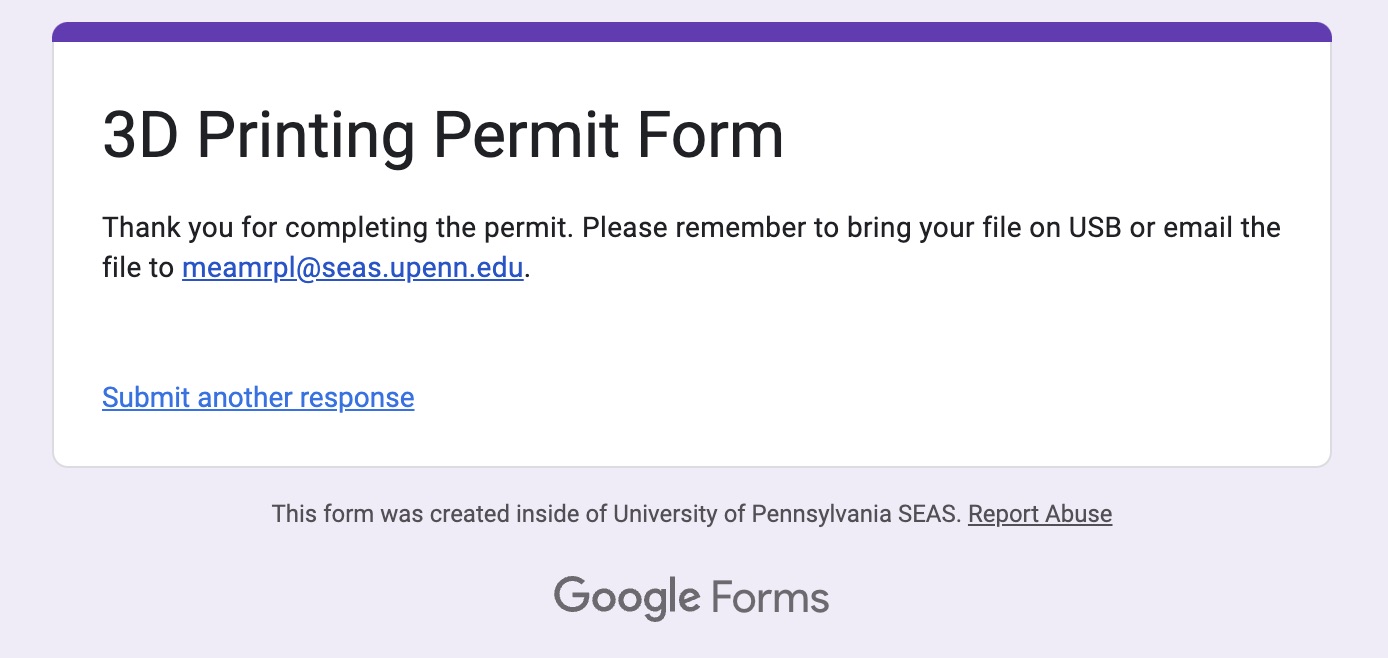 3D Printing Permit Form
Thank you for completing the permit. Please remember to bring your file on USB or email the
file to meamrpl@seas.upenn.edu.
Submit another response
This form was created inside of University of Pennsylvania SEAS. Report Abuse
Google Forms